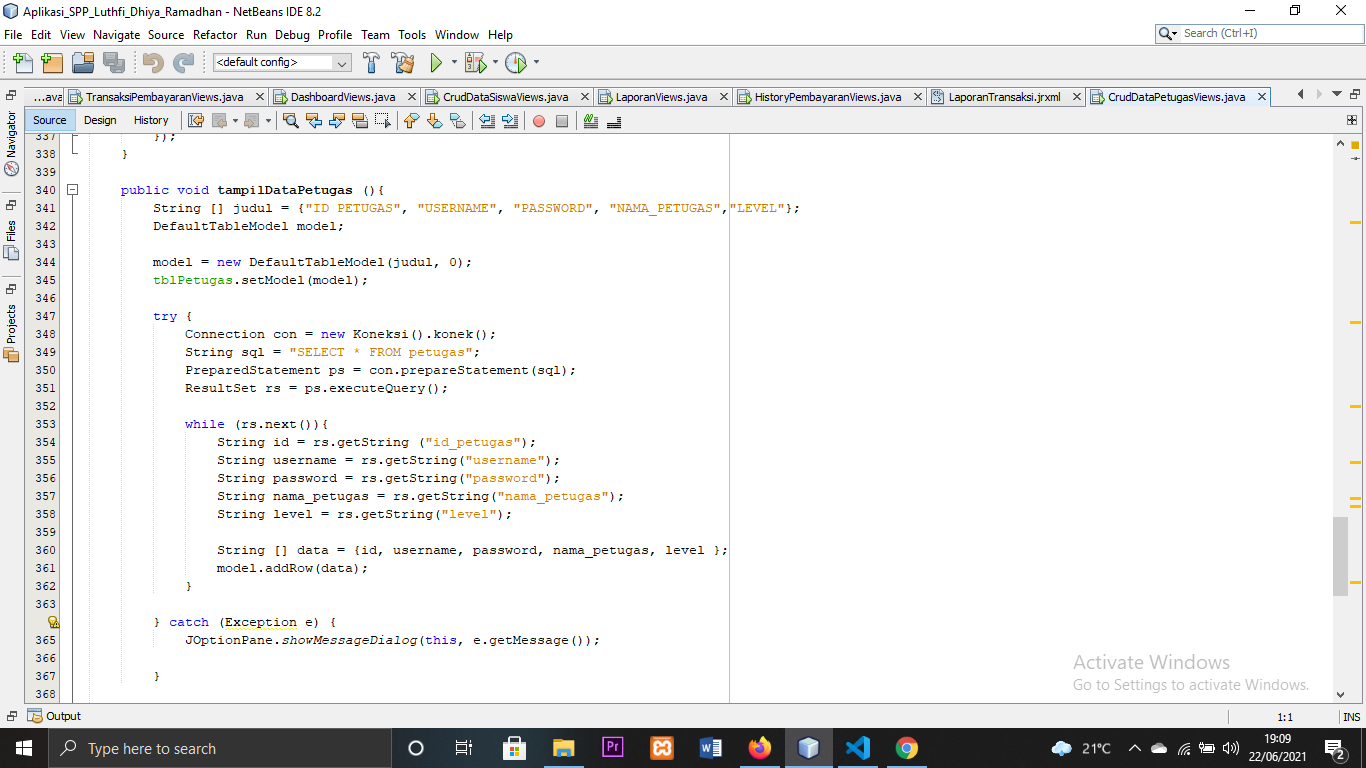 Aplikasi_SPP_Luthfi_Dhiya_Ramadhan - NetBeans IDE 8.2
File Edit View Navigate Source Refactor Run Debug Profile Team Tools Window Help
Search (Ctrl+I)
<default config>
...ava TransaksiPembayaranViews.java DashboardViews.java CrudDataSiswaViews.java LaporanViews.java HistoryPembayaranViews.java LaporanTransaksi.jrxml CrudDataPetugasViews.java
Source Design History
Navigator
Files
Projects
337 });
338 }
339
340 public void tampilDataPetugas (){
341 String [] judul = {"ID PETUGAS", "USERNAME", "PASSWORD", "NAMA_PETUGAS","LEVEL"};
342 DefaultTableModel model;
343
344 model = new DefaultTableModel(judul, 0);
345 tblPetugas.setModel(model);
346
347 try {
348 Connection con = new Koneksi().konek();
349 String sql = "SELECT * FROM petugas";
350 PreparedStatement ps = con.prepareStatement(sql);
351 ResultSet rs = ps.executeQuery();
352
353 while (rs.next()){
354 String id = rs.getString ("id_petugas");
355 String username = rs.getString("username");
356 String password = rs.getString("password");
357 String nama_petugas = rs.getString("nama_petugas");
358 String level = rs.getString("level");
359
360 String [] data = {id, username, password, nama_petugas, level };
361 model.addRow(data);
362 }
363
} catch (Exception e) {
365 JOptionPane.showMessageDialog(this, e.getMessage());
366
367 }
368
Activate Windows
Go to Settings to activate Windows.
Output
1:1 INS
Type here to search
Pr
21°C
19:09
22/06/2021
2